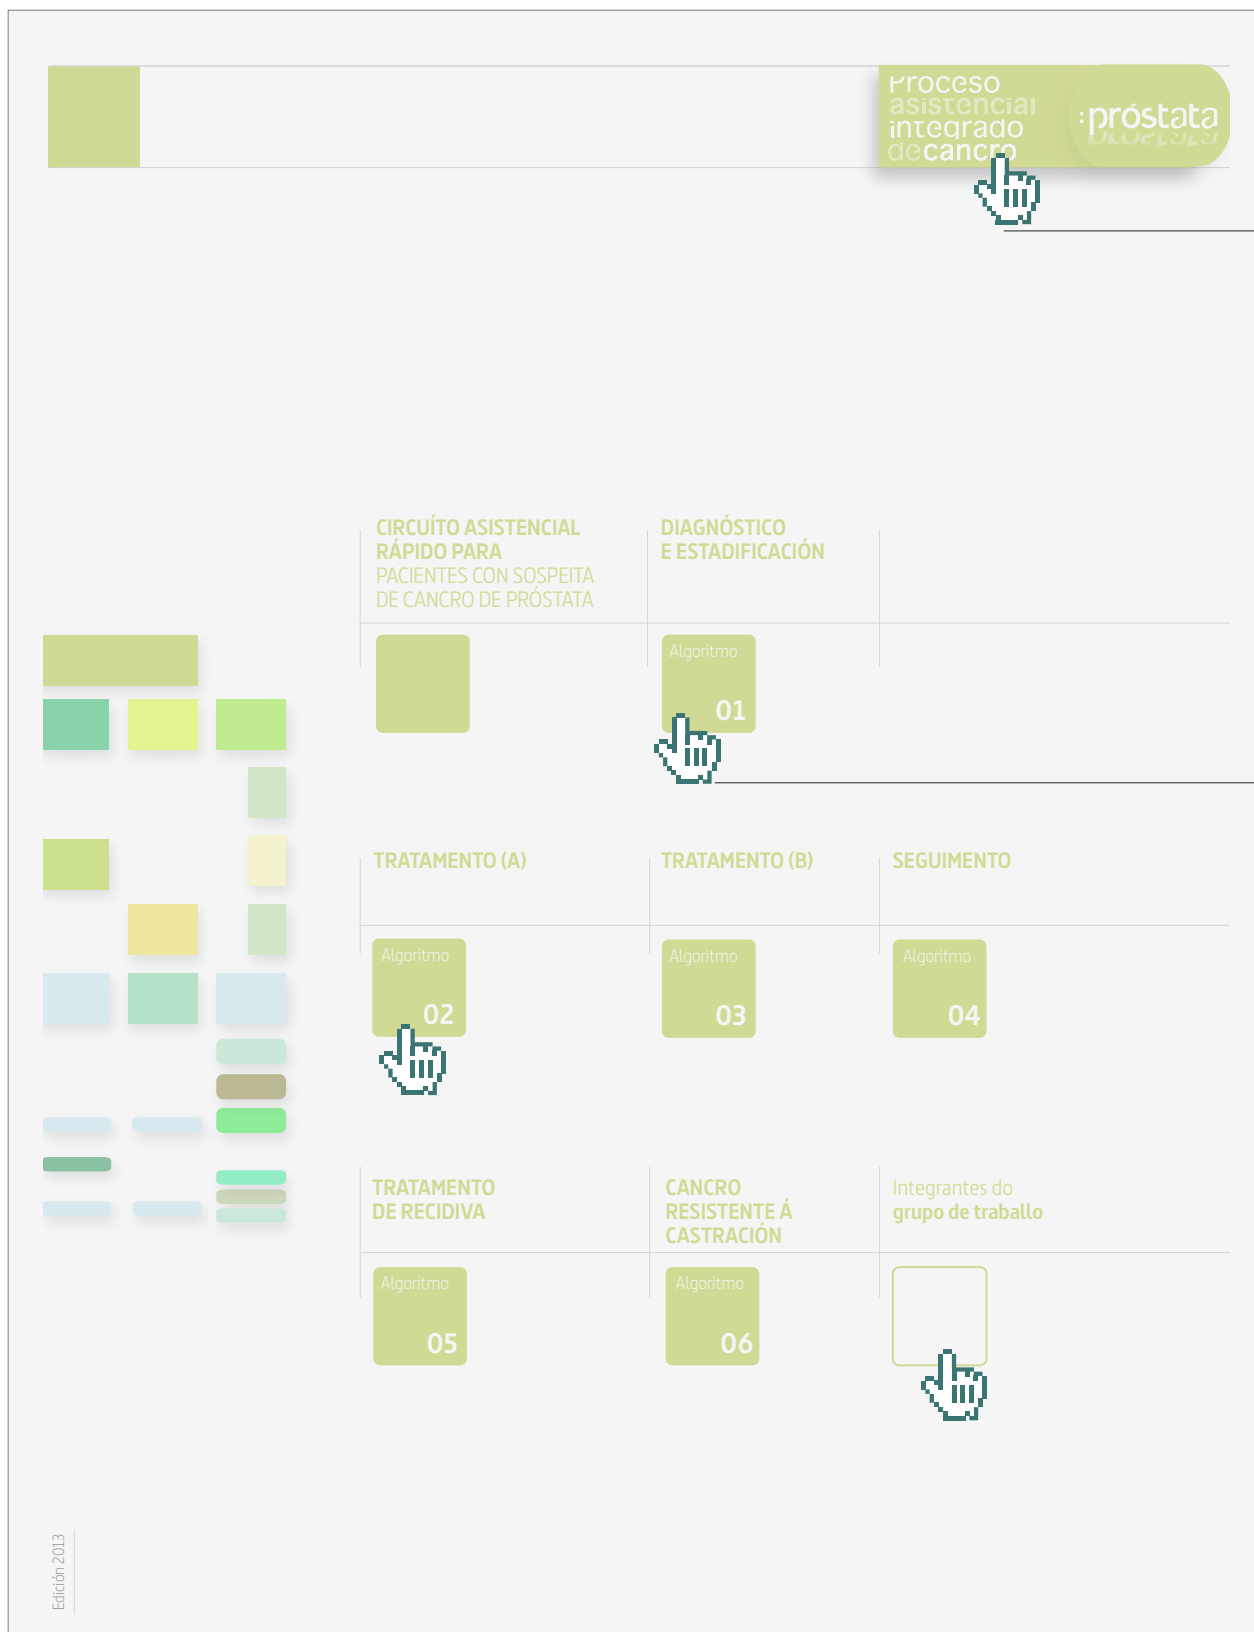 Proceso
asistencial
integrado
decancro
:próstata
CIRCUÍTO ASISTENCIAL
RÁPIDO PARA
PACIENTES CON SOSPEITA
DE CANCRO DE PRÓSTATA
DIAGNÓSTICO
E ESTADIFICACIÓN
Algoritmo
01
TRATAMENTO (A)
TRATAMENTO (B)
SEGUIMENTO
Algoritmo
02
Algoritmo
03
Algoritmo
04
TRATAMENTO
DE RECIDIVA
CANCRO
RESISTENTE Á
CASTRACIÓN
Integrantes do
grupo de traballo
Algoritmo
05
Algoritmo
06
Edición 2013